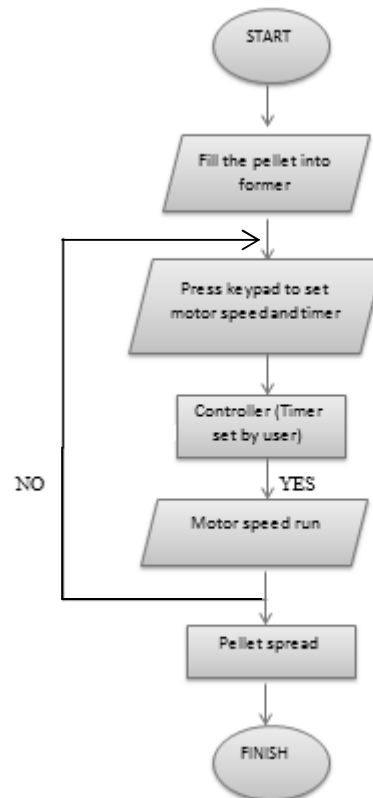 START
Fill the pellet into
former
Press keypad to set
motor speed and timer
Controller (Timer
set by user)
NO
YES
Motor speed run
Pellet spread
FINISH